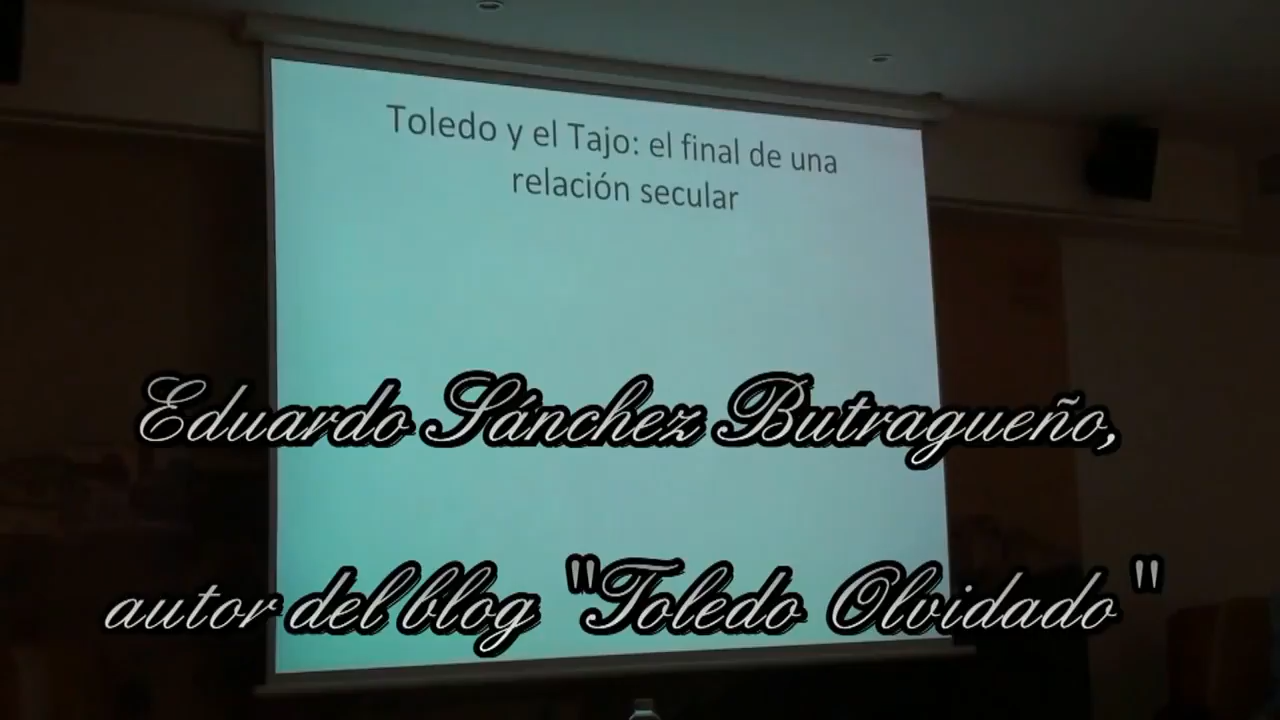 Toledo y el Tajo: el final de una
relación secular
Eduardo Sánchez Butragueño,
autor del blog "Toledo Olvidado"